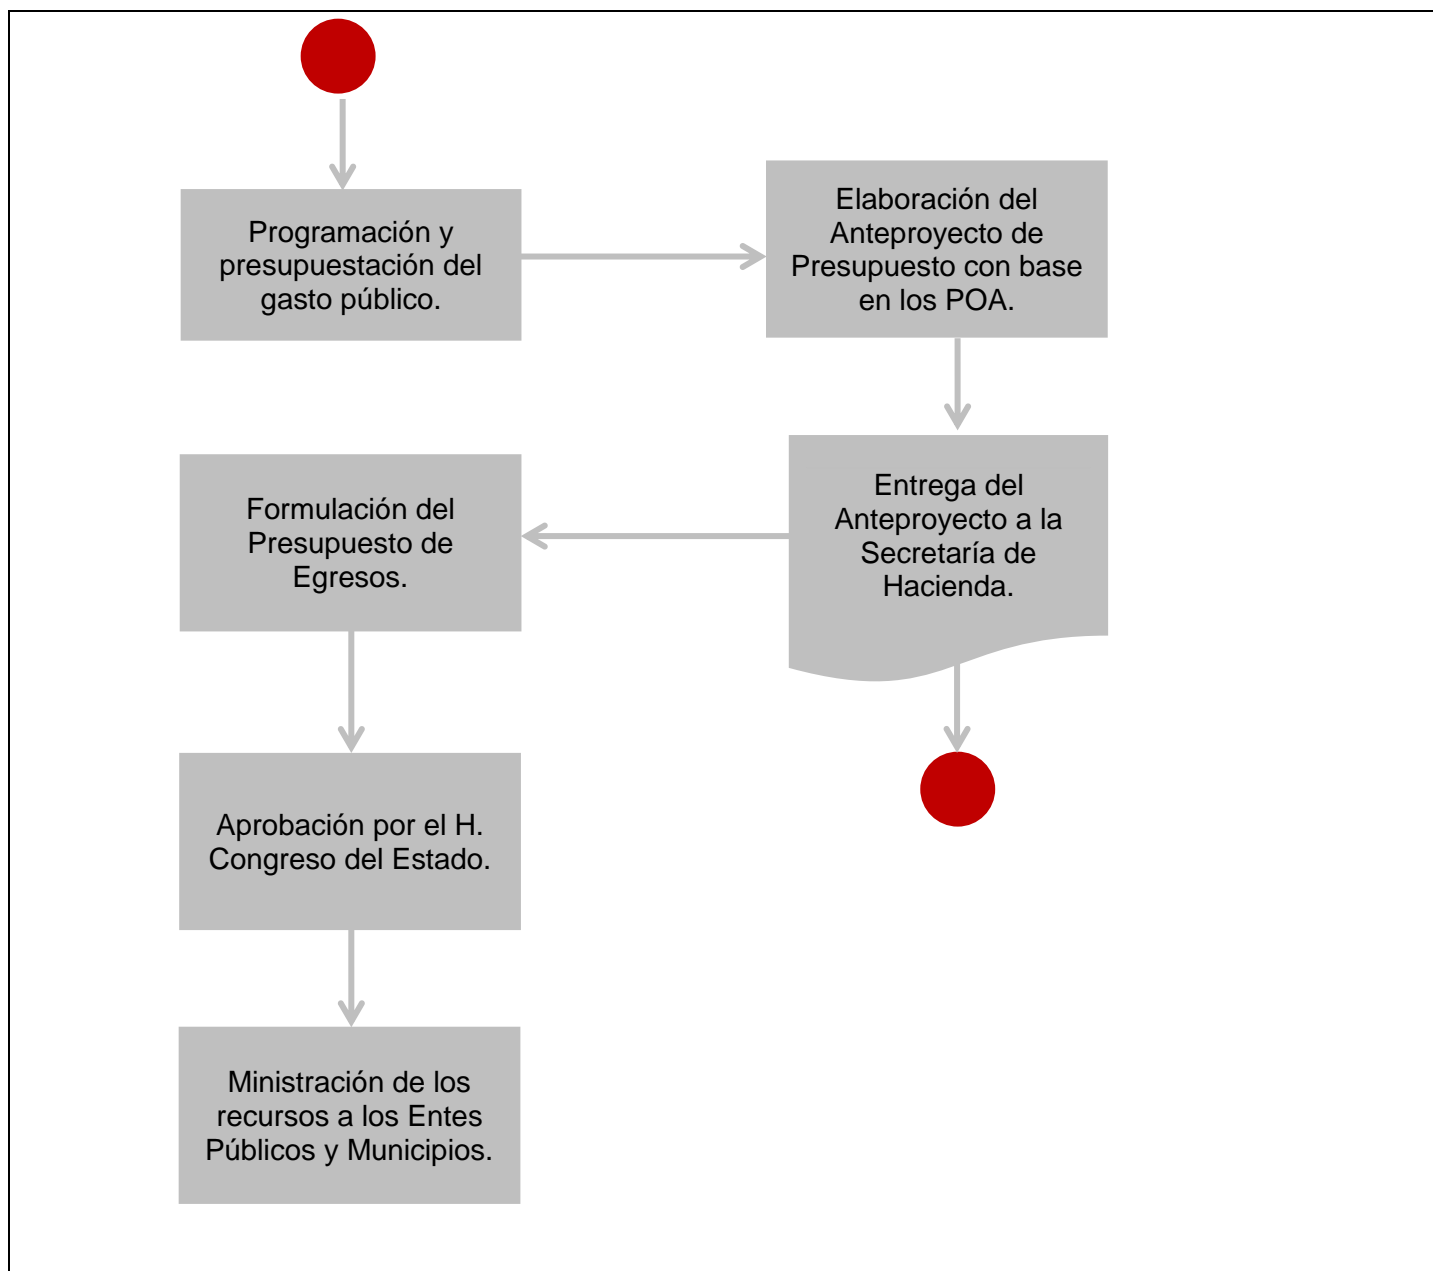 Programación y
presupuestación del
gasto público.
Elaboración del
Anteproyecto de
Presupuesto con base
en los POA.
Entrega del
Anteproyecto a la
Secretaría de
Hacienda.
Formulación del
Presupuesto de
Egresos.
Aprobación por el H.
Congreso del Estado.
Ministración de los
recursos a los Entes
Públicos y Municipios.